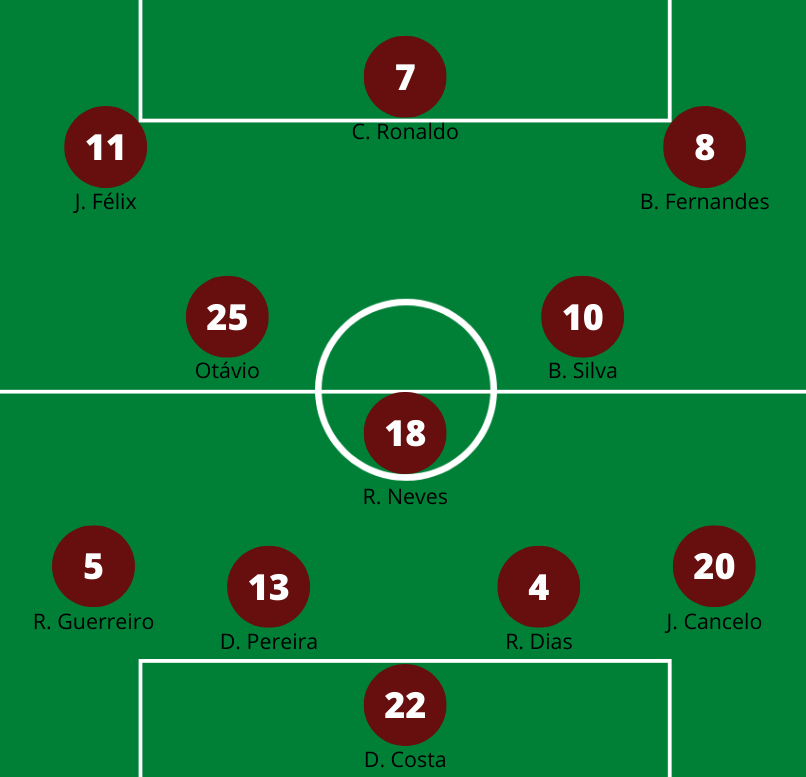 7
C. Ronaldo
11
J. Félix
8
B. Fernandes
25
Otávio
10
B. Silva
18
R. Neves
5
R. Guerreiro
13
D. Pereira
4
R. Dias
20
J. Cancelo
22
D. Costa